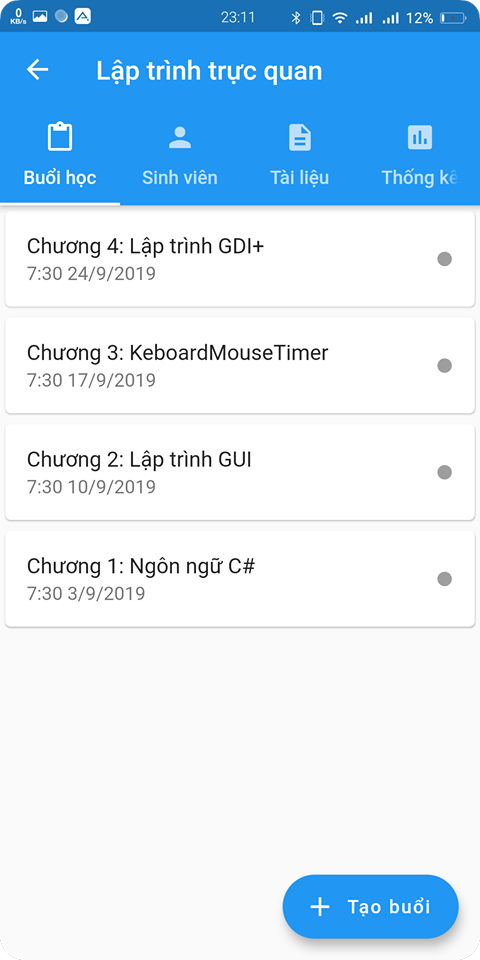 0
KB/s
23:11
12%
Lập trình trực quan
Buổi học
Sinh viên
Tài liệu
Thống kê
Chương 4: Lập trình GDI+
7:30 24/9/2019
Chương 3: KeboardMouseTimer
7:30 17/9/2019
Chương 2: Lập trình GUI
7:30 10/9/2019
Chương 1: Ngôn ngữ C#
7:30 3/9/2019
+ Tạo buổi